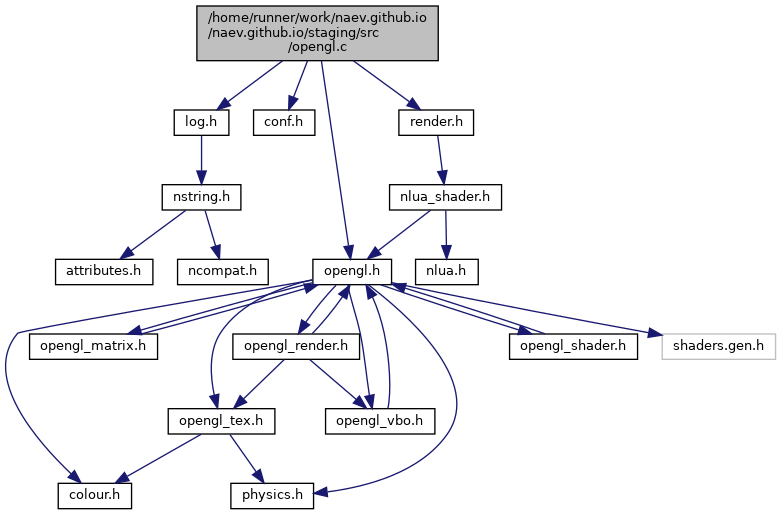 /home/runner/work/naev.github.io
/naev.github.io/staging/src
/opengl.c
log.h
conf.h
render.h
nstring.h
nlua_shader.h
attributes.h
ncompat.h
opengl.h
nlua.h
opengl_matrix.h
opengl_render.h
opengl_shader.h
shaders.gen.h
opengl_tex.h
opengl_vbo.h
colour.h
physics.h